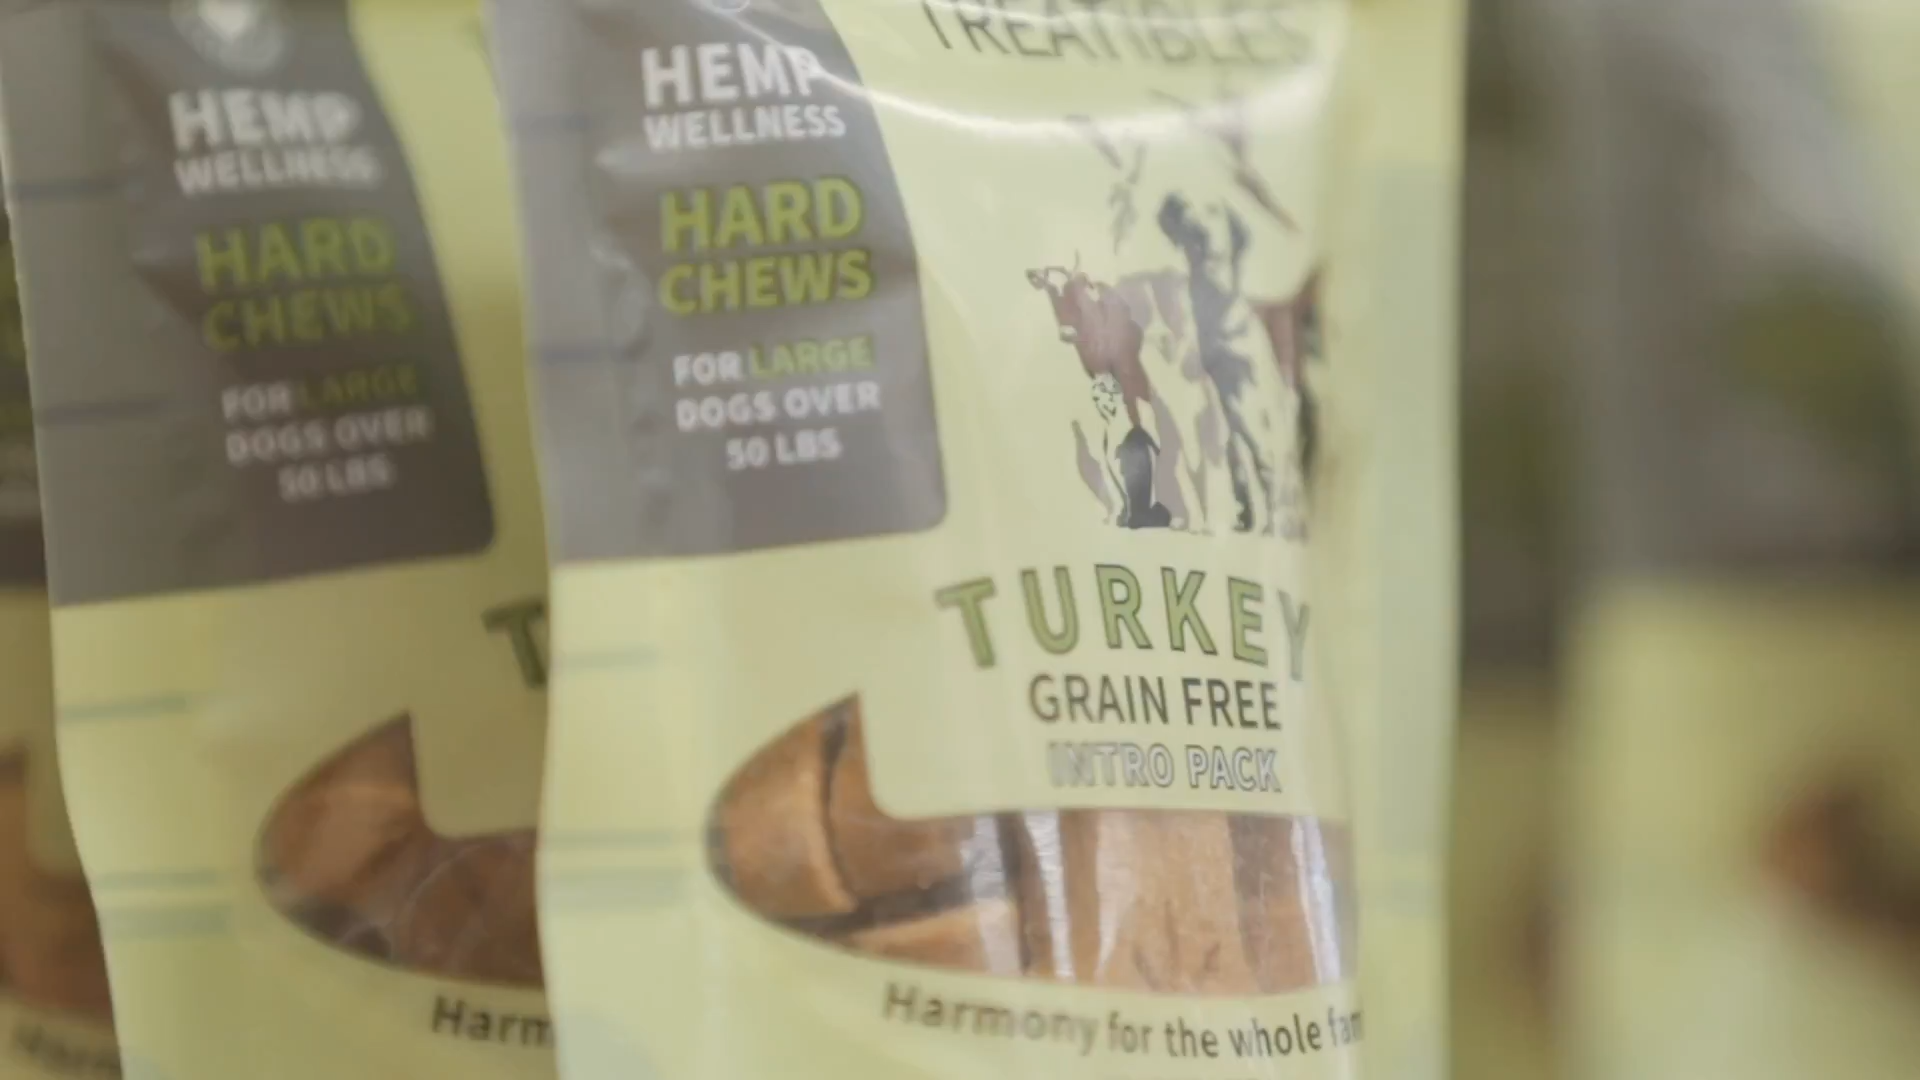 HEMP
WELLNESS
HARD
CHEWS
FOR LARGE
DOGS OVER
50 LBS
T
Harm
TREATIBLES
HEMP
WELLNESS
HARD
CHEWS
FOR LARGE
DOGS OVER
50 LBS
TURKEY
GRAIN FREE
INTRO PACK
Harmony for the whole fam